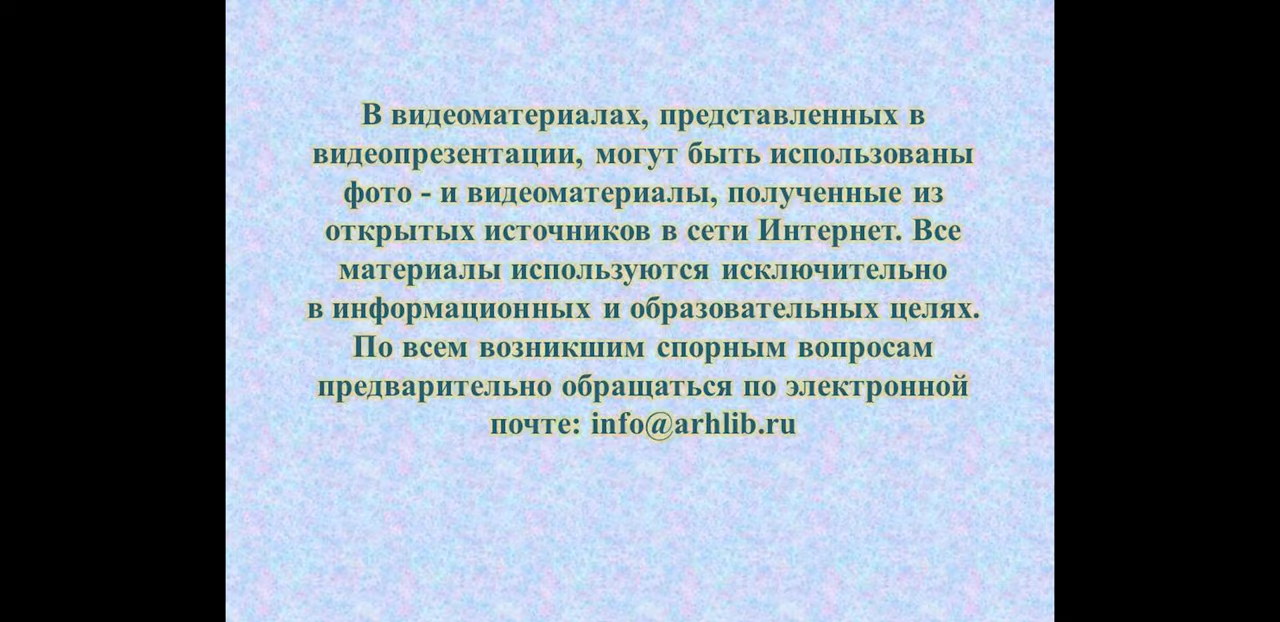 В видеоматериалах, представленных в
видеопрезентации, могут быть использованы
фото - и видеоматериалы, полученные из
открытых источников в сети Интернет. Все
материалы используются исключительно
в информационных и образовательных целях.
По всем возникшим спорным вопросам
предварительно обращаться по электронной
почте: info@arhlib.ru